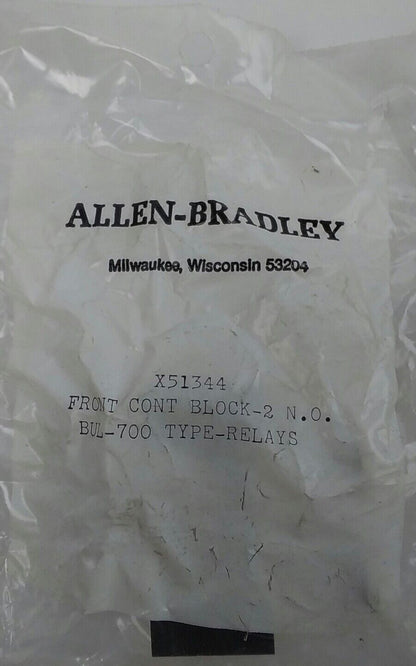 ALLEN-BRADLEY
Milwaukee, Wisconsin 53204
X51344
FRONT CONT BLOCK-2 N.O.
BUL-700 TYPE-RELAYS